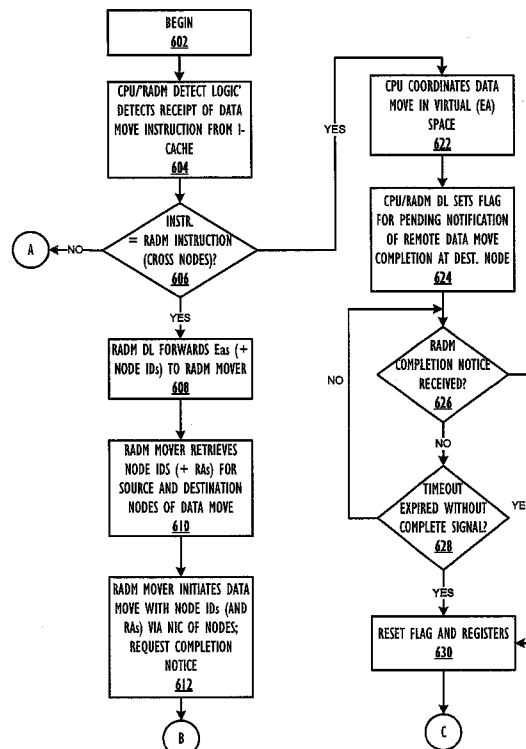 BEGIN
602
CPU/'RADM DETECT LOGIC'
DETECTS RECEIPT OF DATA
MOVE INSTRUCTION FROM I-
CACHE
604
INSTR.
= RADM INSTRUCTION
(CROSS NODES)?
606
NO
A
YES
RADM DL FORWARDS Eas (+
NODE IDs) TO RADM MOVER
608
RADM MOVER RETRIEVES
NODE IDS (+ RAs) FOR
SOURCE AND DESTINATION
NODES OF DATA MOVE
610
RADM MOVER INITIATES DATA
MOVE WITH NODE IDs (AND
RAs) VIA NIC OF NODES;
REQUEST COMPLETION
NOTICE
612
B
YES
CPU COORDINATES DATA
MOVE IN VIRTUAL (EA)
SPACE
622
CPU/RADM DL SETS FLAG
FOR PENDING NOTIFICATION
OF REMOTE DATA MOVE
COMPLETION AT DEST. NODE
624
RADM
COMPLETION NOTICE
RECEIVED?
626
NO
NO
TIMEOUT
EXPIRED WITHOUT
COMPLETE SIGNAL?
628
YE
YES
RESET FLAG AND REGISTERS
630
C